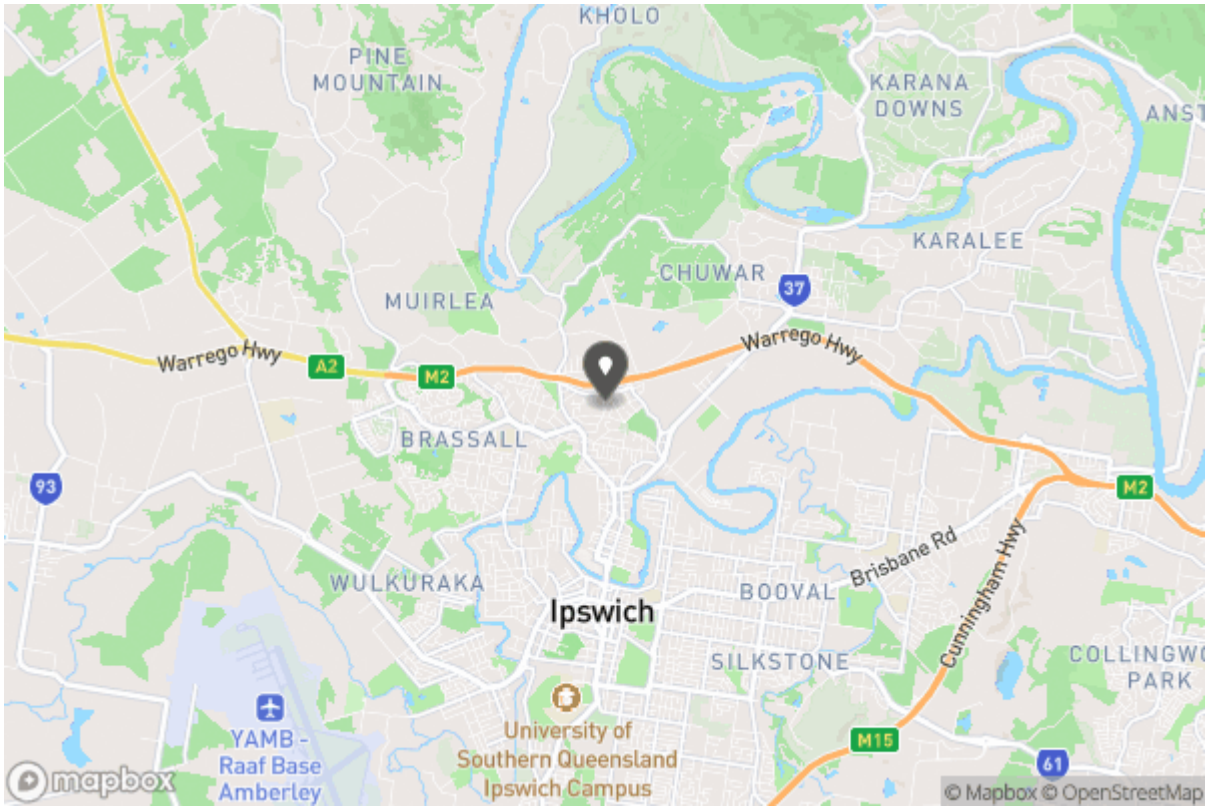 KHOLO
PINE
MOUNTAIN
KARANA
DOWNS
ANST
KARALEE
CHUWAR
37
MUIRLEA
Warrego Hwy
Warrego Hwy
A2
M2
BRASSALL
93
M2
Brisbane Rd
Cunningham Hwy
WULKURAKA
BOOVAL
Ipswich
SILKSTONE
COLLINGWO
PARK
University of
Southern Queensland
Ipswich Campus
YAMB -
Raaf Base
Amberley
M15
61
mapbox
© Mapbox © OpenStreetMap